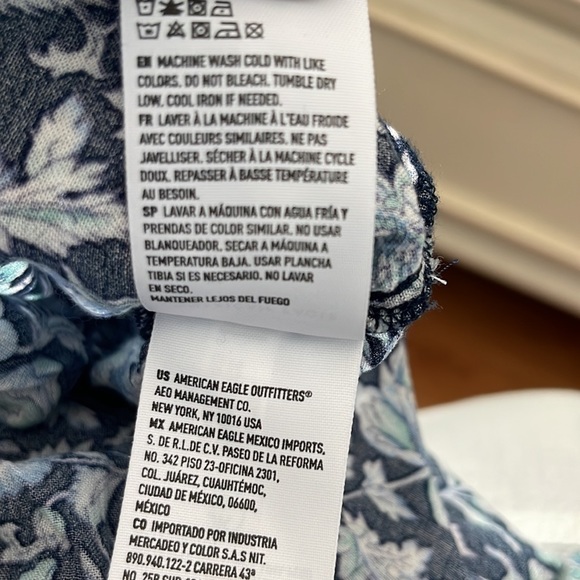 EN MACHINE WASH COLD WITH LIKE
COLORS. DO NOT BLEACH. TUMBLE DRY
LOW. COOL IRON IF NEEDED.
FR LAVER À LA MACHINE À L'EAU FROIDE
AVEC COULEURS SIMILAIRES. NE PAS
JAVELLISER. SÉCHER À LA MACHINE CYCLE
DOUX. REPASSER À BASSE TEMPÉRATURE
AU BESOIN.
SP LAVAR A MÁQUINA CON AGUA FRÍA Y
PRENDAS DE COLOR SIMILAR. NO USAR
BLANQUEADOR. SECAR A MÁQUINA A
TEMPERATURA BAJA. USAR PLANCHA
TIBIA SI ES NECESARIO. NO LAVAR
EN SECO.
MANTENER LEJOS DEL FUEGO
US AMERICAN EAGLE OUTFITTERS®
AEO MANAGEMENT CO.
NEW YORK, NY 10016 USA
MX AMERICAN EAGLE MEXICO IMPORTS,
S. DE R.L.DE C.V. PASEO DE LA REFORMA
NO. 342 PISO 23-OFICINA 2301,
COL. JUÁREZ, CUAUHTÉMOC,
CIUDAD DE MÉXICO, 06600,
MÉXICO
CO IMPORTADO POR INDUSTRIA
MERCADEO Y COLOR S.A.S NIT.
890.940.122-2 CARRERA 43ª
NO. 25B SUR